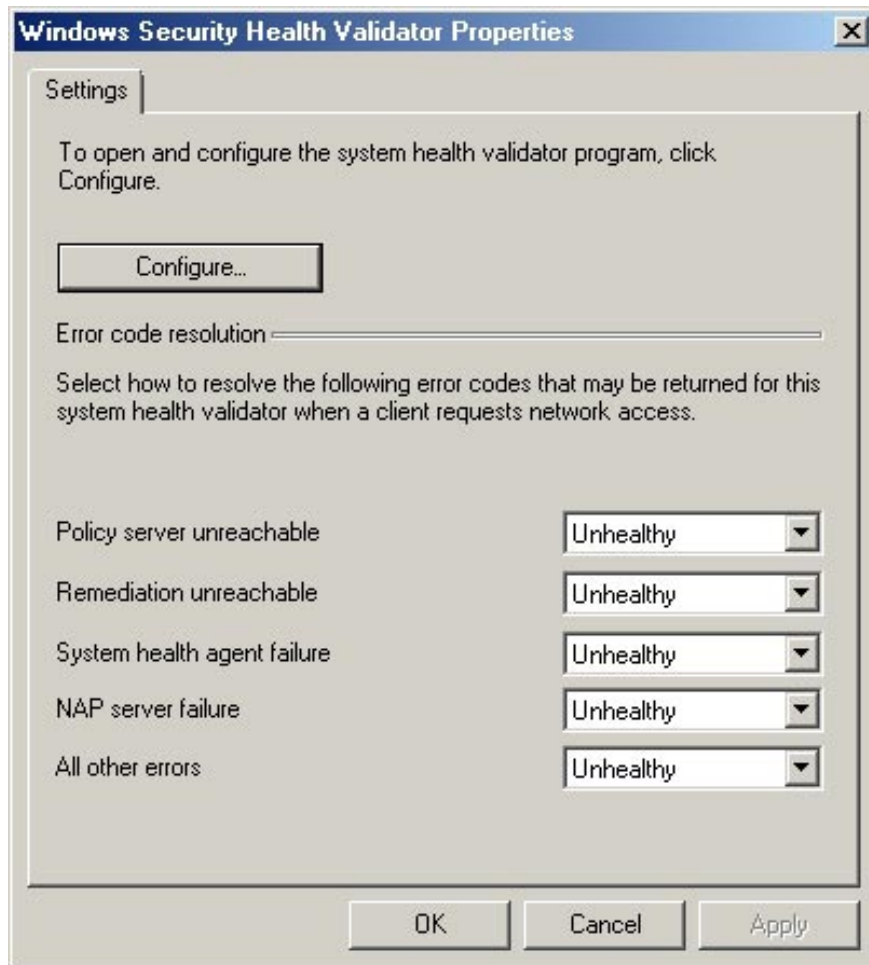 Windows Security Health Validator Properties
Settings
To open and configure the system health validator program, click
Configure.
Configure...
Error code resolution
Select how to resolve the following error codes that may be returned for this
system health validator when a client requests network access.
Policy server unreachable Unhealthy
Remediation unreachable Unhealthy
System health agent failure Unhealthy
NAP server failure Unhealthy
All other errors Unhealthy
OK Cancel Apply